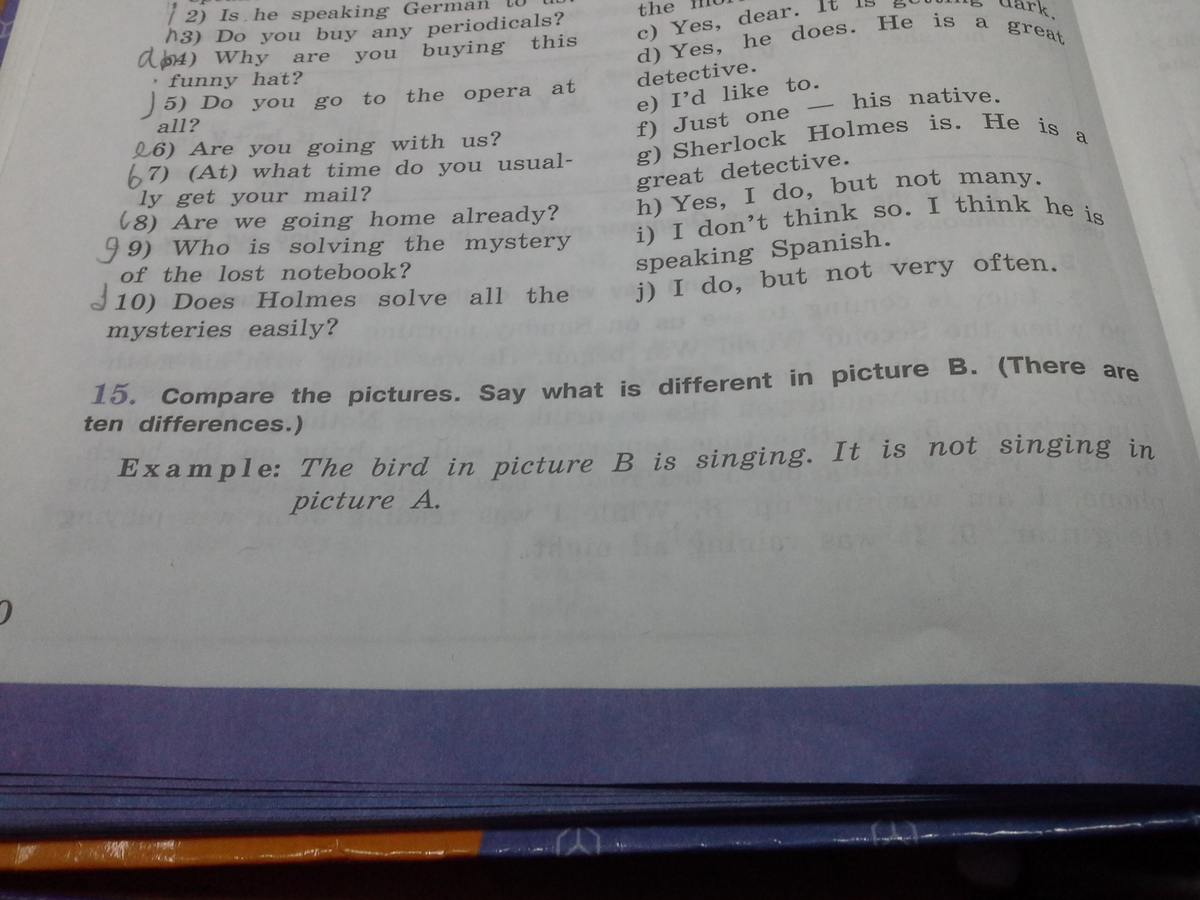 2) Is he speaking German to us?
3) Do you buy any periodicals?
4) Why are you buying this
funny hat?
5) Do you go to the opera at
all?
6) Are you going with us?
7) (At) what time do you usual-
ly get your mail?
8) Are we going home already?
9) Who is solving the mystery
of the lost notebook?
10) Does Holmes solve all the
mysteries easily?
the
c) Yes, dear. It is getting dark.
d) Yes, he does. He is a great
detective.
e) I'd like to.
f) Just one — his native.
g) Sherlock Holmes is. He is a
great detective.
h) Yes, I do, but not many.
i) I don't think so. I think he is
speaking Spanish.
j) I do, but not very often.
15. Compare the pictures. Say what is different in picture B. (There are
ten differences.)
Example: The bird in picture B is singing. It is not singing in
picture A.